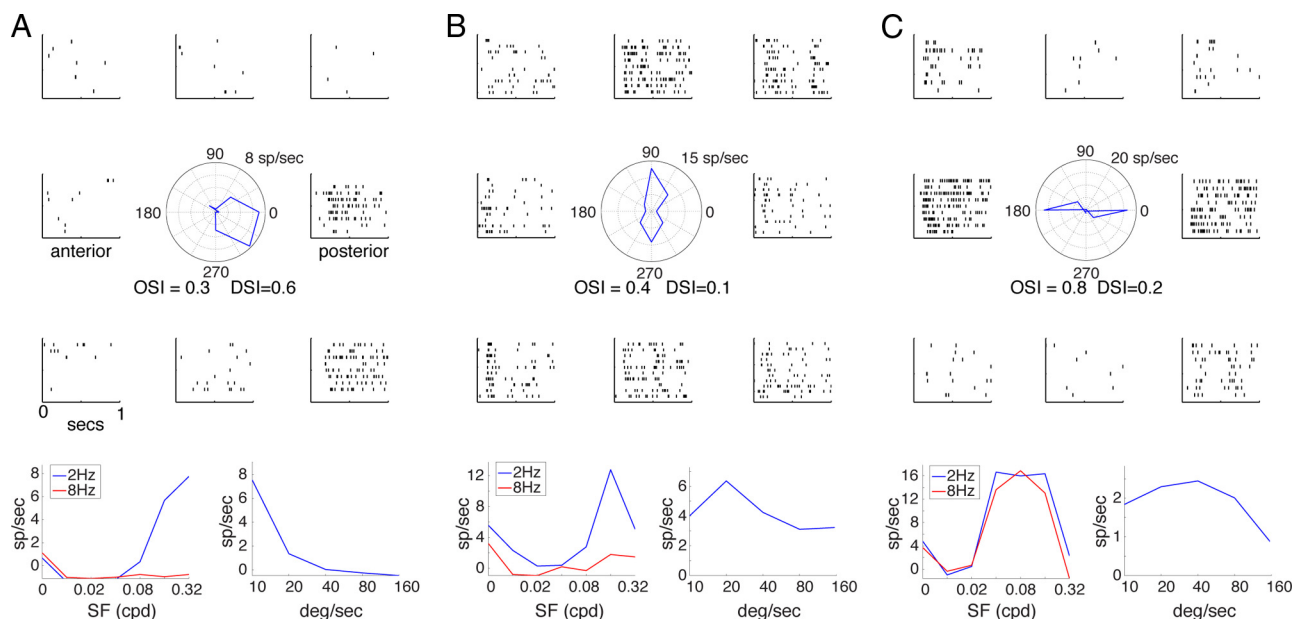 A
B
C
90
8 sp/sec
180
0
270
anterior
posterior
OSI = 0.3 DSI=0.6
90
15 sp/sec
180
0
270
OSI = 0.4 DSI=0.1
90
20 sp/sec
180
0
270
OSI = 0.8 DSI=0.2
0
1
secs
8
6
4
2
0
sp/sec
2Hz
8Hz
0
0.02
0.08
0.32
SF (cpd)
8
6
4
2
0
sp/sec
10
20
40
80
160
deg/sec
12
8
4
0
sp/sec
2Hz
8Hz
0
0.02
0.08
0.32
SF (cpd)
6
4
2
0
sp/sec
10
20
40
80
160
deg/sec
16
12
8
4
0
sp/sec
2Hz
8Hz
0
0.02
0.08
0.32
SF (cpd)
2
1
0
sp/sec
10
20
40
80
160
deg/sec